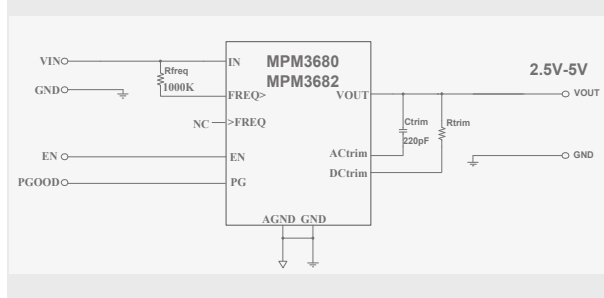 MPM3680
MPM3682
2.5V-5V
VIN
Rfreq
1000K
IN
GND
FREQ>
VOUT
VOUT
NC
>FREQ
Ctrim
220pF
Rtrim
EN
EN
ACtrim
GND
PGOOD
PG
DCtrim
AGND GND